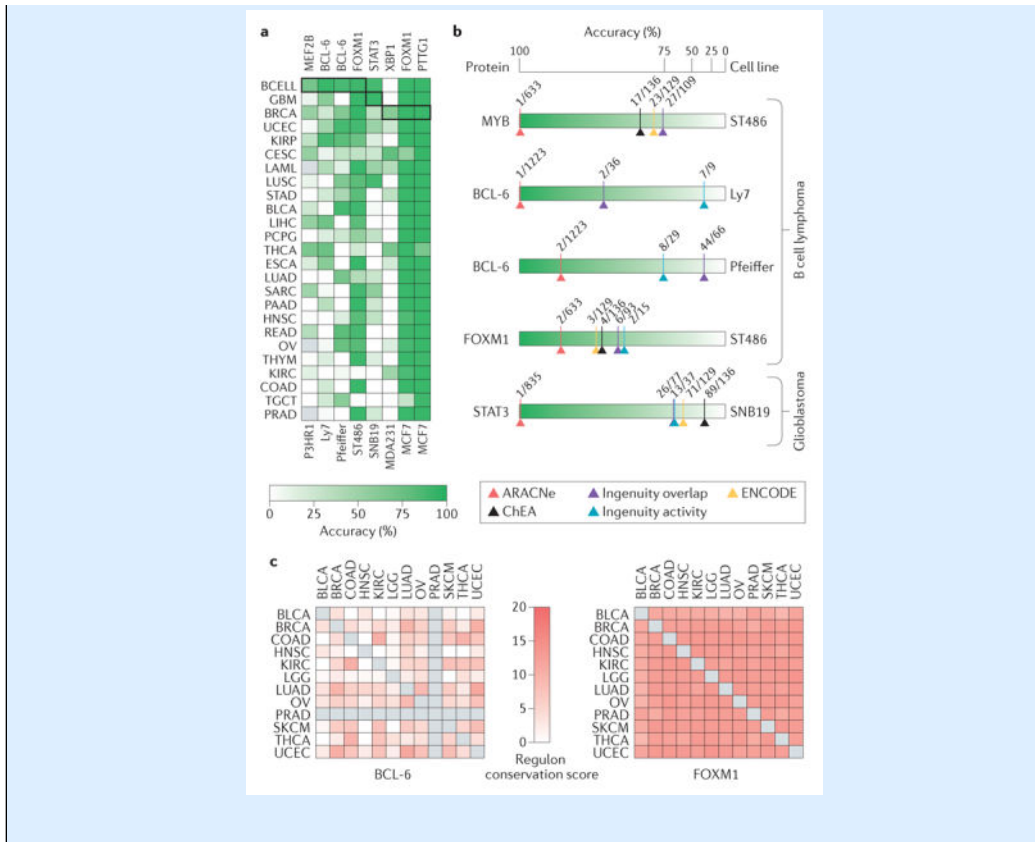 a
MEF2B
BCL-6
BCL-6
FOXM1
STAT3
XBP1
FOXM1
PTTG1
BCELL
GBM
BRCA
UCEC
KIRP
CESC
LAML
LUSC
STAD
BLCA
LIHC
PCPG
THCA
ESCA
LUAD
SARC
PAAD
HNSC
READ
OV
THYM
KIRC
COAD
TGCT
PRAD
P3HR1
Ly7
Pfeiffer
ST486
SNB19
MDA231
MCF7
MCF7
0 25 50 75 100
Accuracy (%)
b
Accuracy (%)
100 75 50 25 0
Protein Cell line
1/633 17/136 23/129 27/109
MYB ST486
1/1223 2/36 7/9
BCL-6 Ly7
2/1223 8/29 44/66
BCL-6 Pfeiffer
2/633 3/129 4/136 6/93 2/15
FOXM1 ST486
B cell lymphoma
1/835 26/77 13/37 71/129 89/136
STAT3 SNB19
Glioblastoma
ARACNe Ingenuity overlap ENCODE
ChEA Ingenuity activity
c
BLCA
BRCA
COAD
HNSC
KIRC
LGG
LUAD
OV
PRAD
SKCM
THCA
UCEC
BLCA
BRCA
COAD
HNSC
KIRC
LGG
LUAD
OV
PRAD
SKCM
THCA
UCEC
BCL-6
20
15
10
5
0
Regulon
conservation score
BLCA
BRCA
COAD
HNSC
KIRC
LGG
LUAD
OV
PRAD
SKCM
THCA
UCEC
BLCA
BRCA
COAD
HNSC
KIRC
LGG
LUAD
OV
PRAD
SKCM
THCA
UCEC
FOXM1